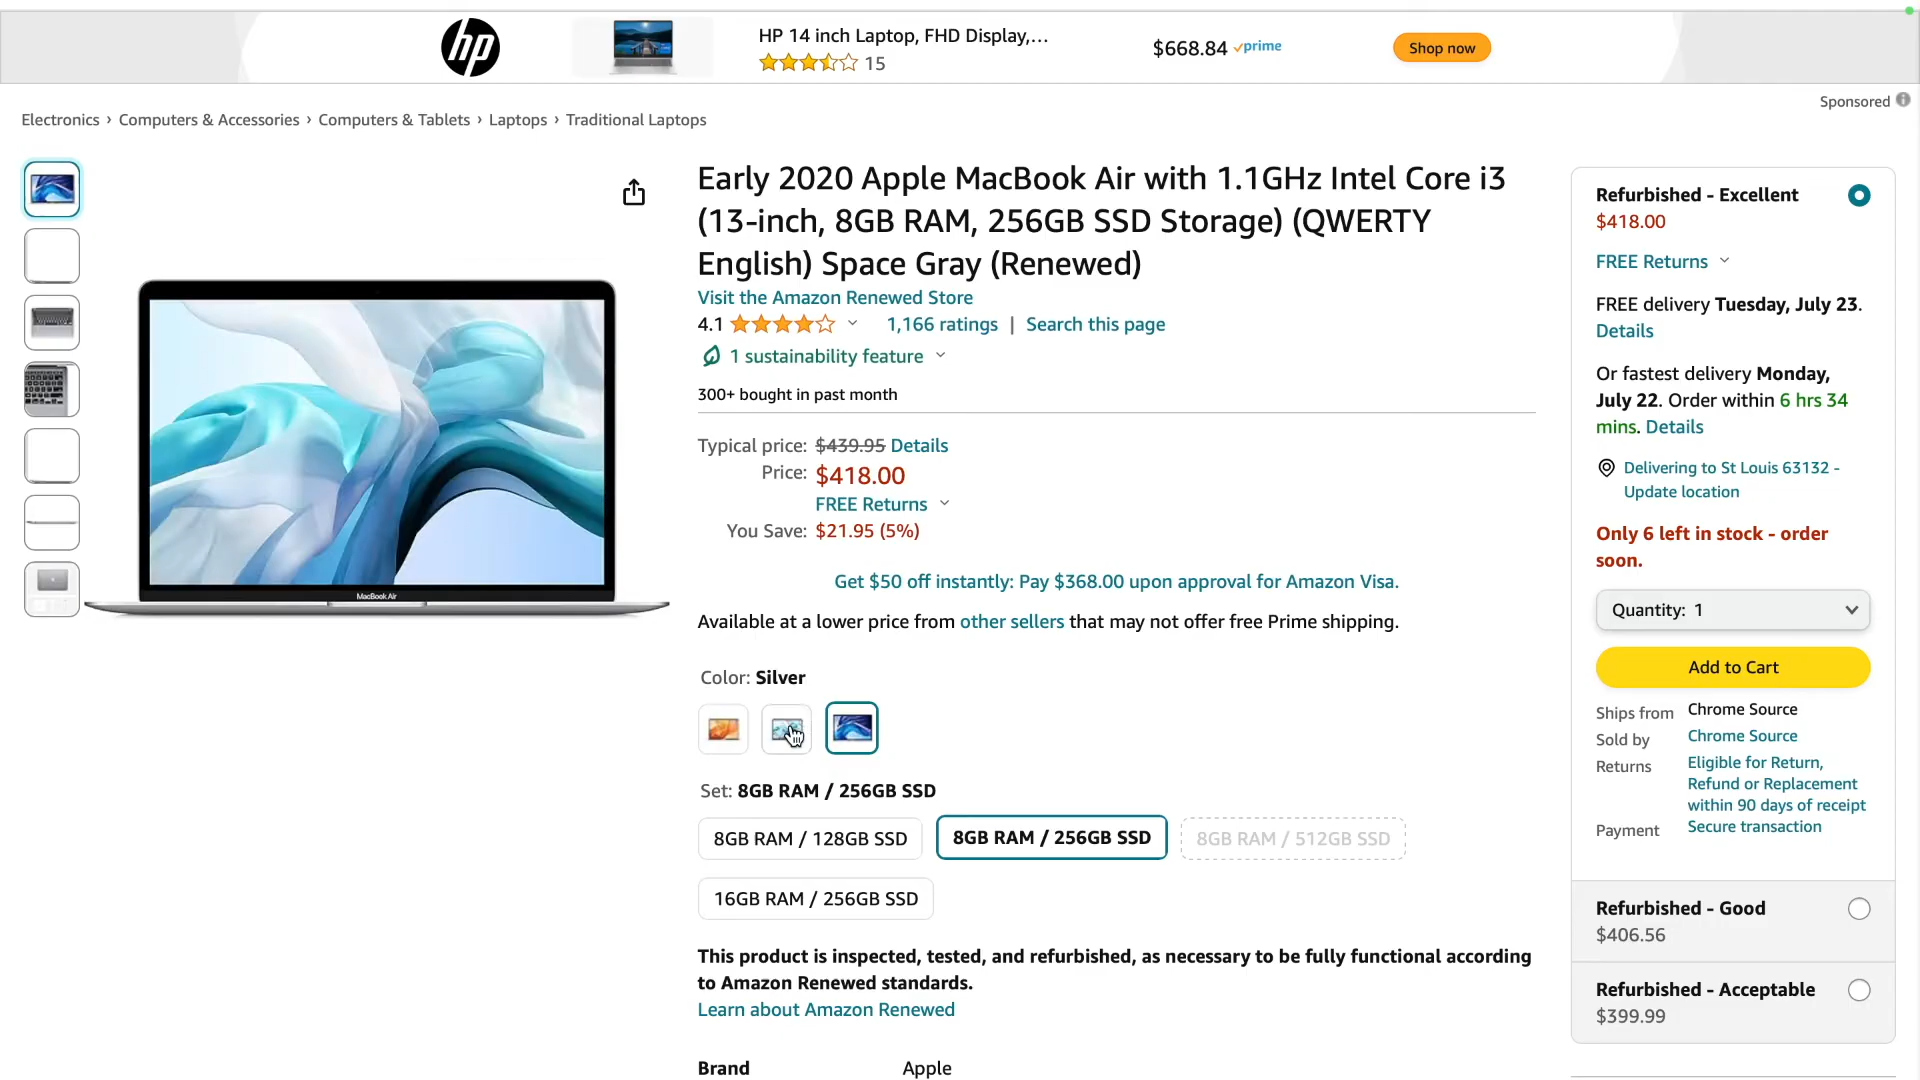 hp
HP 14 inch Laptop, FHD Display,...
15
$668.84 prime
Shop now
Sponsored
Electronics › Computers & Accessories › Computers & Tablets › Laptops › Traditional Laptops
Early 2020 Apple MacBook Air with 1.1GHz Intel Core i3
(13-inch, 8GB RAM, 256GB SSD Storage) (QWERTY
English) Space Gray (Renewed)
Visit the Amazon Renewed Store
4.1 1,166 ratings | Search this page
1 sustainability feature
300+ bought in past month
Typical price: $439.95 Details
Price: $418.00
FREE Returns
You Save: $21.95 (5%)
Get $50 off instantly: Pay $368.00 upon approval for Amazon Visa.
Available at a lower price from other sellers that may not offer free Prime shipping.
Color: Silver
Set: 8GB RAM / 256GB SSD
8GB RAM / 128GB SSD
8GB RAM / 256GB SSD
8GB RAM / 512GB SSD
16GB RAM / 256GB SSD
This product is inspected, tested, and refurbished, as necessary to be fully functional according
to Amazon Renewed standards.
Learn about Amazon Renewed
Brand Apple
MacBook Air
Refurbished - Excellent
$418.00
FREE Returns
FREE delivery Tuesday, July 23.
Details
Or fastest delivery Monday,
July 22. Order within 6 hrs 34
mins. Details
Delivering to St Louis 63132 -
Update location
Only 6 left in stock - order
soon.
Quantity: 1
Add to Cart
Ships from Chrome Source
Sold by Chrome Source
Returns Eligible for Return,
Refund or Replacement
within 90 days of receipt
Payment Secure transaction
Refurbished - Good
$406.56
Refurbished - Acceptable
$399.99